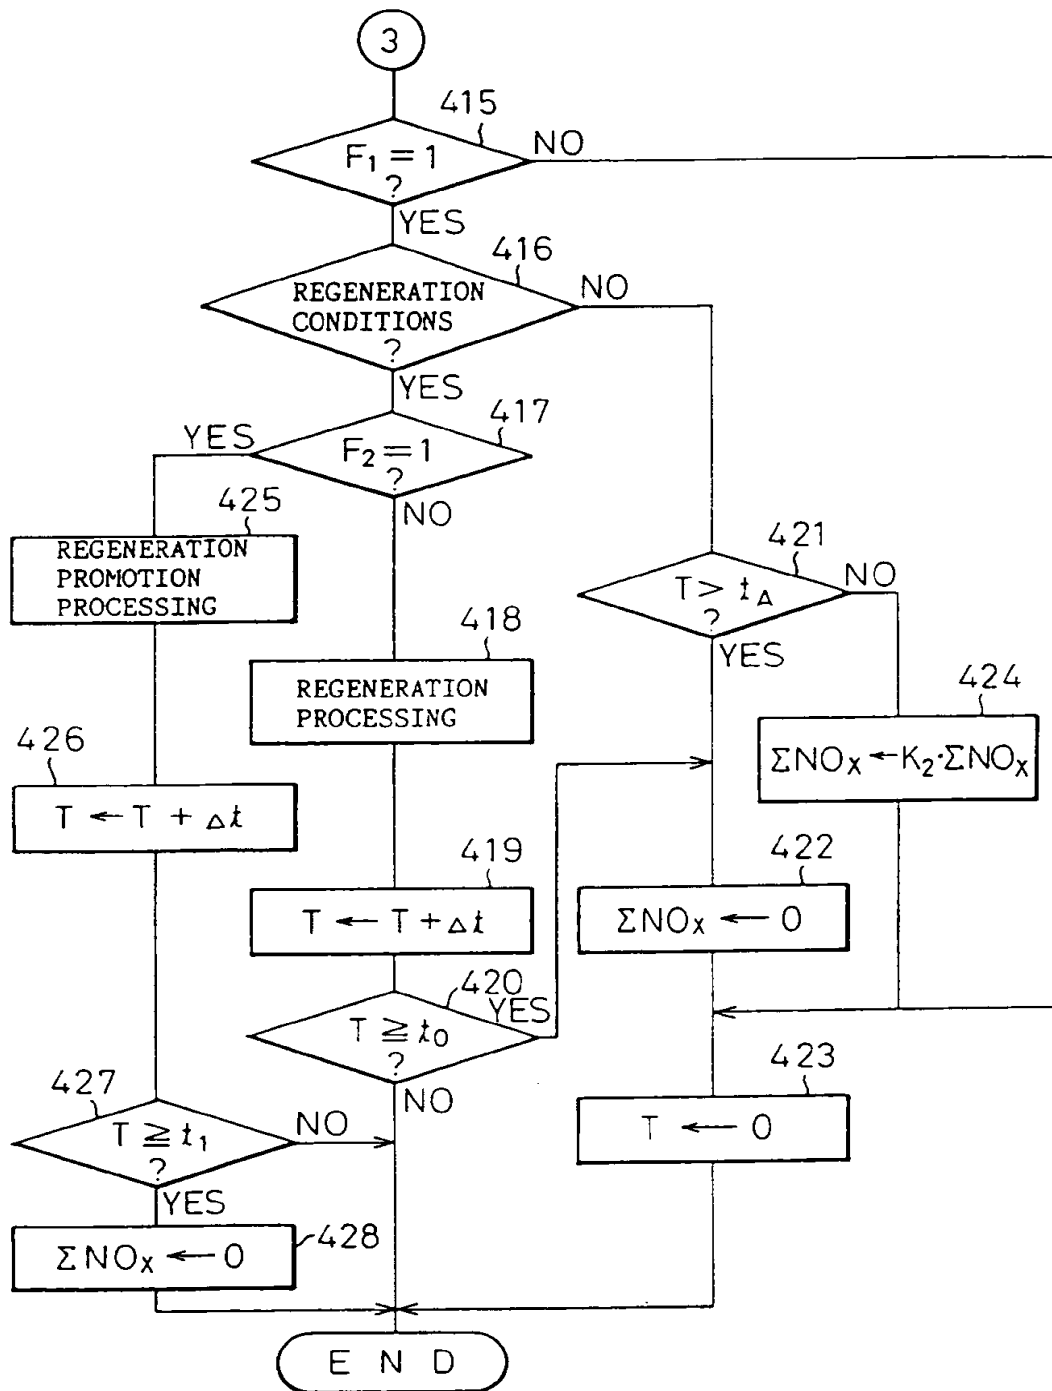 3
415
F₁ = 1
?
NO
YES
416
REGENERATION
CONDITIONS
?
NO
YES
417
YES
F₂ = 1
?
NO
425
REGENERATION
PROMOTION
PROCESSING
421
T > tΔ
?
NO
YES
418
REGENERATION
PROCESSING
424
ΣNOx ← K₂·ΣNOx
426
T ← T + Δt
419
T ← T + Δt
422
ΣNOx ← 0
420
T ≧ t₀
?
YES
NO
423
T ← 0
427
T ≧ t₁
?
NO
YES
428
ΣNOx ← 0
END